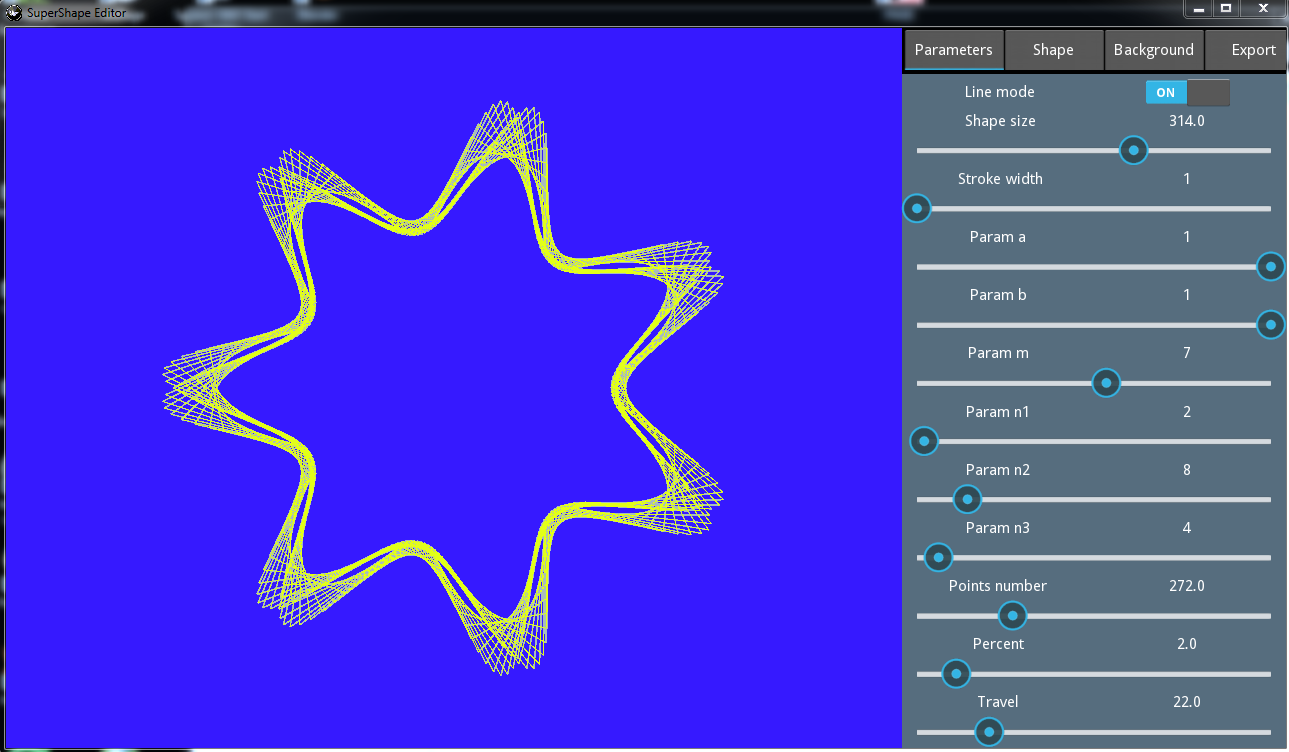 SuperShape Editor
Parameters Shape Background Export
Line mode ON
Shape size 314.0
Stroke width 1
Param a 1
Param b 1
Param m 7
Param n1 2
Param n2 8
Param n3 4
Points number 272.0
Percent 2.0
Travel 22.0